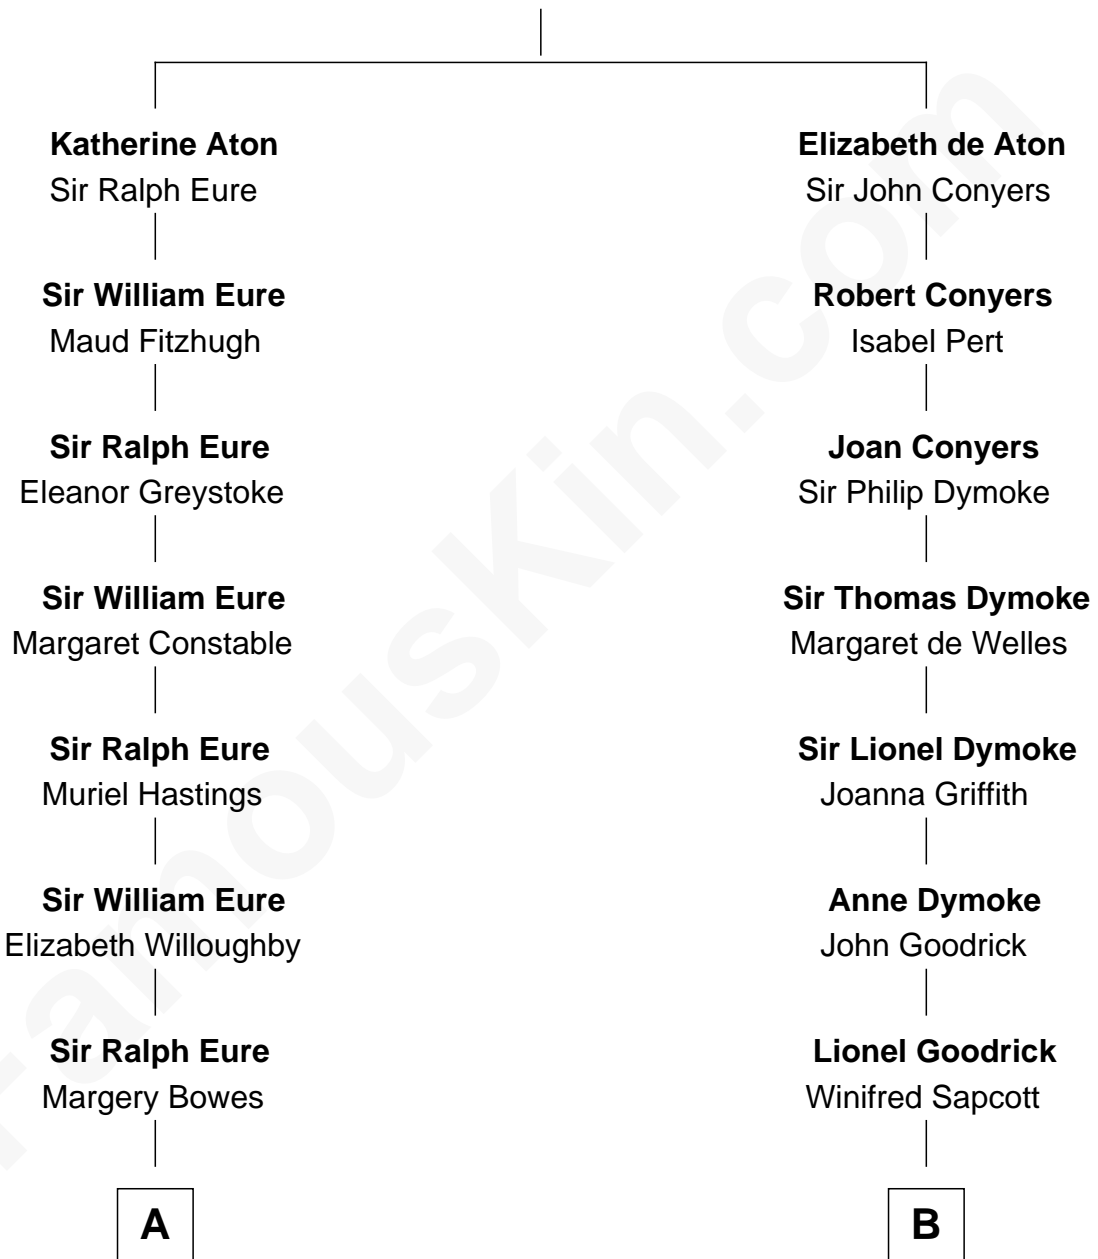 Katherine Aton
Sir Ralph Eure
Sir William Eure
Maud Fitzhugh
Sir Ralph Eure
Eleanor Greystoke
Sir William Eure
Margaret Constable
Sir Ralph Eure
Muriel Hastings
Sir William Eure
Elizabeth Willoughby
Sir Ralph Eure
Margery Bowes
A
Elizabeth de Aton
Sir John Conyers
Robert Conyers
Isabel Pert
Joan Conyers
Sir Philip Dymoke
Sir Thomas Dymoke
Margaret de Welles
Sir Lionel Dymoke
Joanna Griffith
Anne Dymoke
John Goodrick
Lionel Goodrick
Winifred Sapcott
B
FamousKin.com